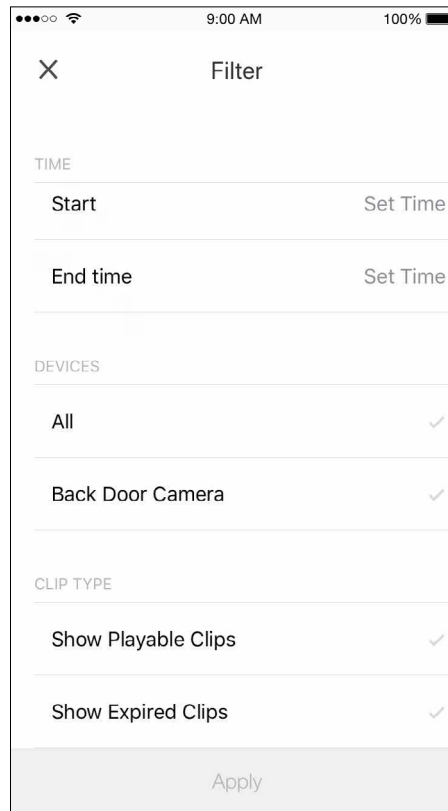 9:00 AM 100%
Filter
TIME
Start Set Time
End time Set Time
DEVICES
All
Back Door Camera
CLIP TYPE
Show Playable Clips
Show Expired Clips
Apply